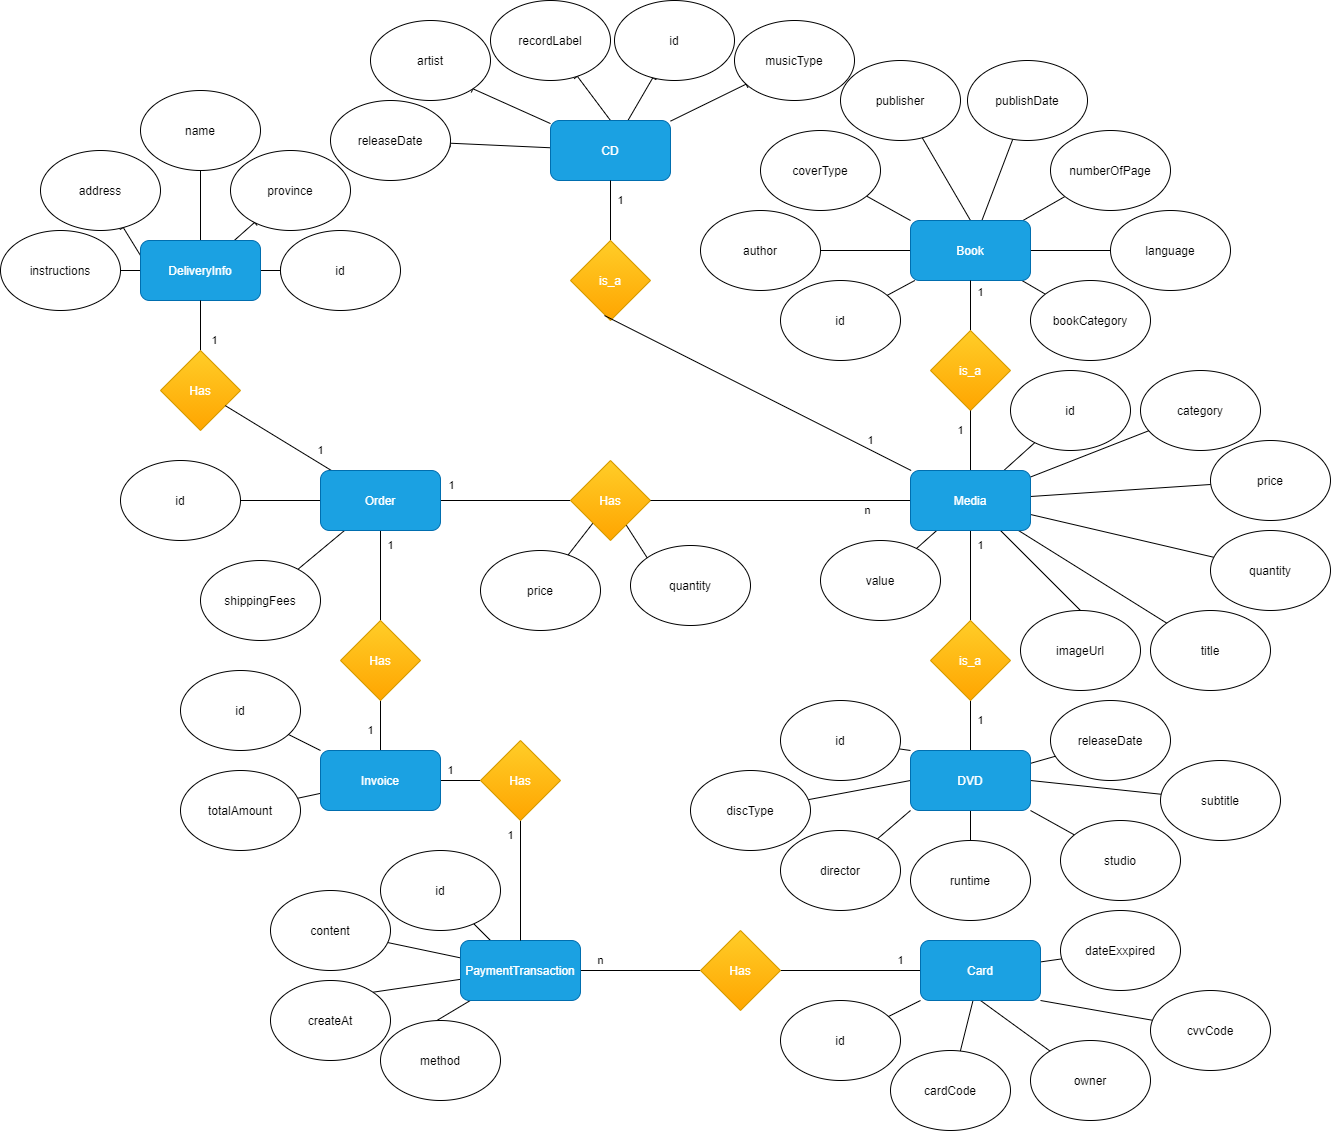 recordLabel
id
artist
musicType
publisher
publishDate
name
releaseDate
CD
coverType
numberOfPage
address
province
1
author
Book
language
instructions
DeliveryInfo
id
is_a
1
id
bookCategory
1
Has
is_a
id
category
1
1
1
price
id
Order
1
Has
n
Media
1
1
quantity
value
price
quantity
shippingFees
imageUrl
title
Has
is_a
id
1
1
releaseDate
id
Invoice
1
Has
DVD
subtitle
totalAmount
discType
1
director
runtime
studio
id
content
dateExxpired
PaymentTransaction
n
Has
1
Card
createAt
id
cvvCode
method
cardCode
owner